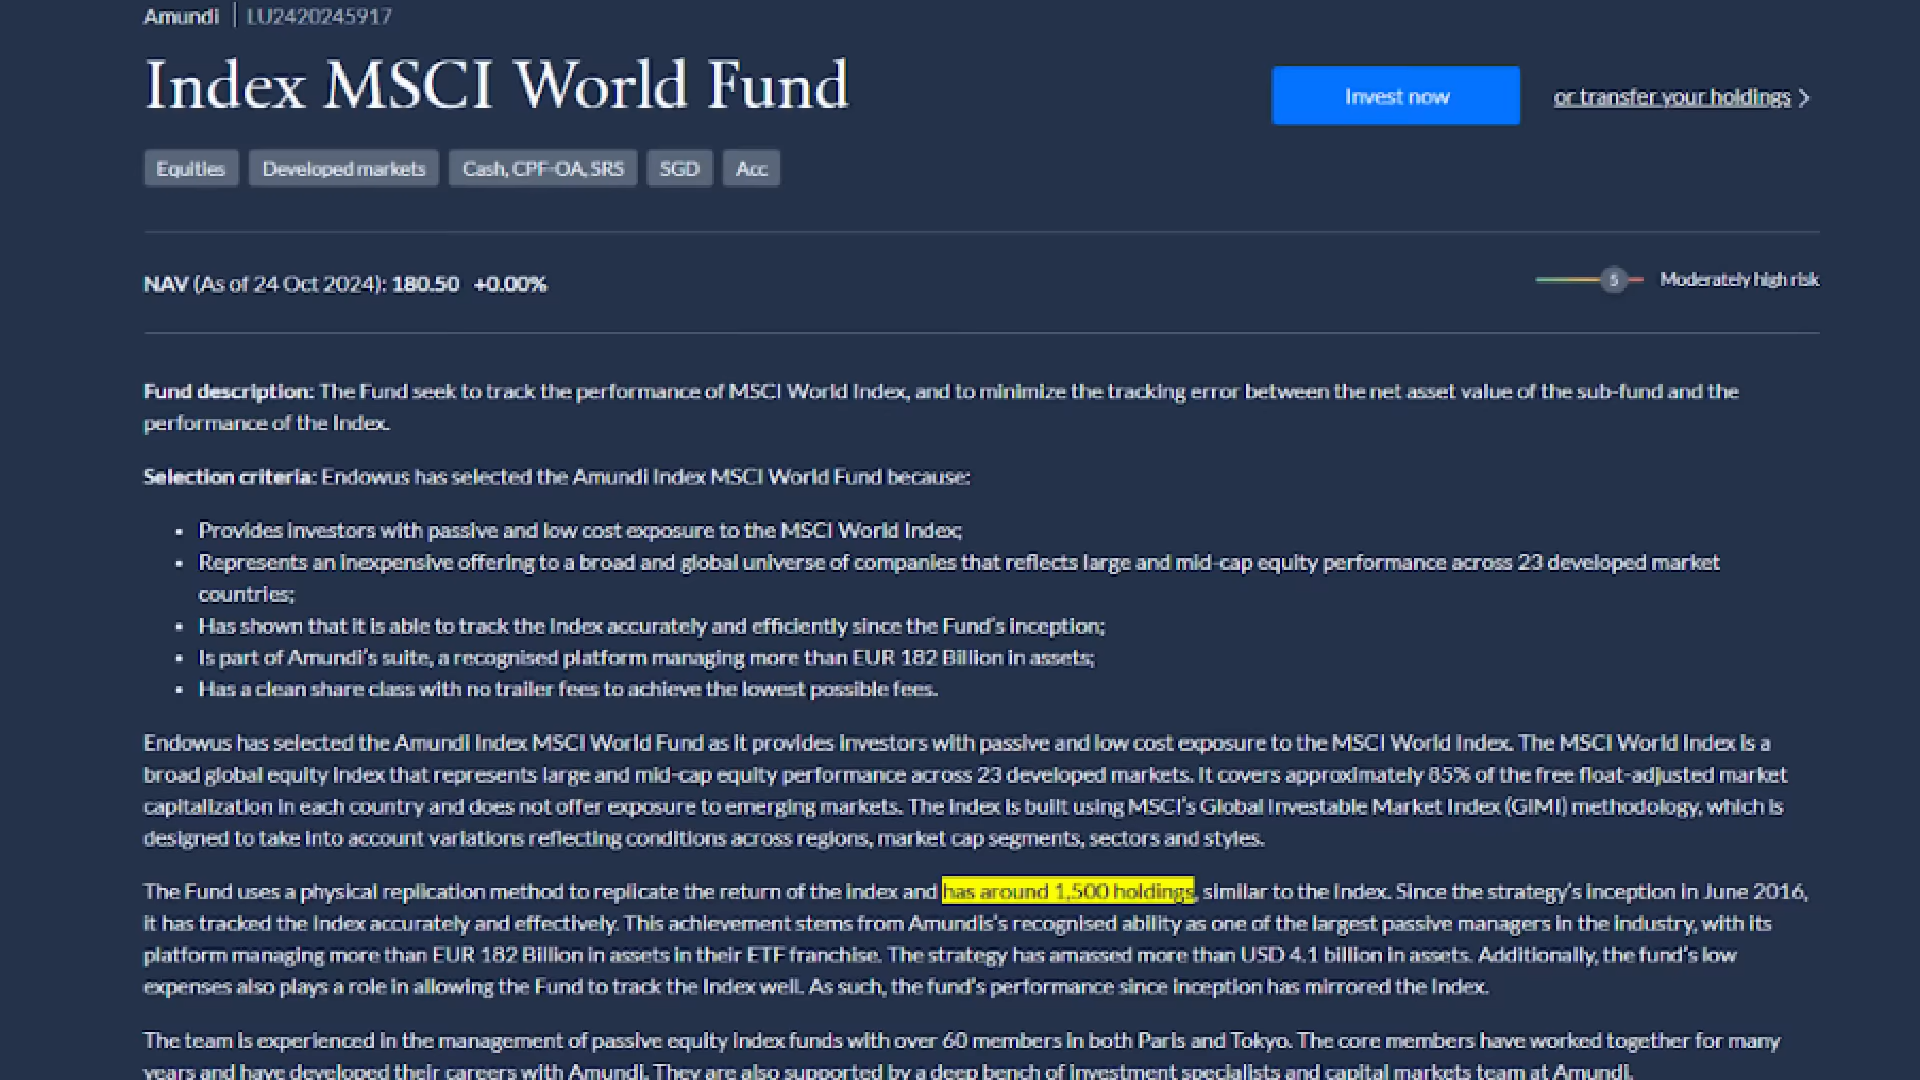 Amundi | LU2420245917
Index MSCI World Fund
Invest now
or transfer your holdings
Equities Developed markets Cash, CPF-OA, SRS SGD Acc
NAV (As of 24 Oct 2024): 180.50 +0.00%
5 Moderately high risk
Fund description: The Fund seek to track the performance of MSCI World Index, and to minimize the tracking error between the net asset value of the sub-fund and the
performance of the Index.
Selection criteria: Endowus has selected the Amundi Index MSCI World Fund because:
• Provides investors with passive and low cost exposure to the MSCI World Index;
• Represents an inexpensive offering to a broad and global universe of companies that reflects large and mid-cap equity performance across 23 developed market
countries;
• Has shown that it is able to track the Index accurately and efficiently since the Fund's inception;
• Is part of Amundi's suite, a recognised platform managing more than EUR 182 Billion in assets;
• Has a clean share class with no trailer fees to achieve the lowest possible fees.
Endowus has selected the Amundi Index MSCI World Fund as it provides investors with passive and low cost exposure to the MSCI World Index. The MSCI World Index is a
broad global equity index that represents large and mid-cap equity performance across 23 developed markets. It covers approximately 85% of the free float-adjusted market
capitalization in each country and does not offer exposure to emerging markets. The index is built using MSCI's Global Investable Market Index (GIMI) methodology, which is
designed to take into account variations reflecting conditions across regions, market cap segments, sectors and styles.
The Fund uses a physical replication method to replicate the return of the index and has around 1,500 holdings, similar to the Index. Since the strategy's inception in June 2016,
it has tracked the Index accurately and effectively. This achievement stems from Amundis's recognised ability as one of the largest passive managers in the industry, with its
platform managing more than EUR 182 Billion in assets in their ETF franchise. The strategy has amassed more than USD 4.1 billion in assets. Additionally, the fund's low
expenses also plays a role in allowing the Fund to track the Index well. As such, the fund's performance since inception has mirrored the Index.
The team is experienced in the management of passive equity index funds with over 60 members in both Paris and Tokyo. The core members have worked together for many
years and have developed their careers with Amundi. They are also supported by a deep bench of investment specialists and capital markets team at Amundi.